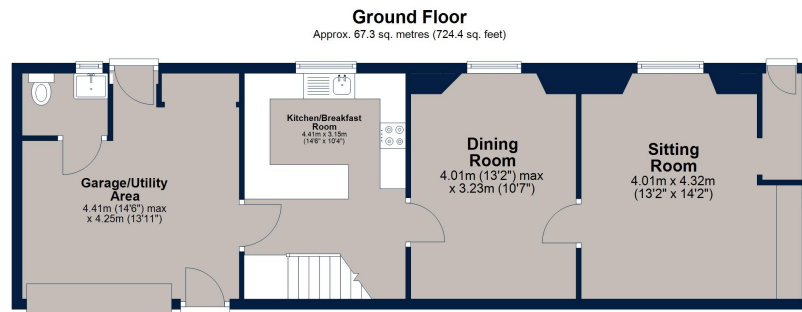 Ground Floor
Approx. 67.3 sq. metres (724.4 sq. feet)
Kitchen/Breakfast
Room
4.41m x 3.15m
(14'6" x 10'4")
Dining
Room
4.01m (13'2") max
x 3.23m (10'7")
Sitting
Room
4.01m x 4.32m
(13'2" x 14'2")
Garage/Utility
Area
4.41m (14'6") max
x 4.25m (13'11")